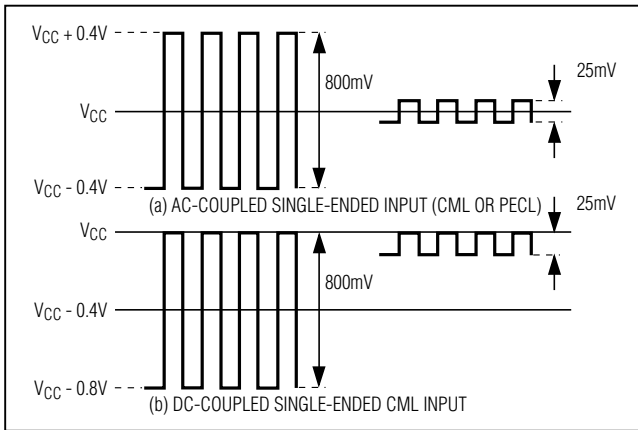 VCC + 0.4V
800mV
25mV
VCC
VCC - 0.4V
(a) AC-COUPLED SINGLE-ENDED INPUT (CML OR PECL)
VCC
25mV
800mV
VCC - 0.4V
VCC - 0.8V
(b) DC-COUPLED SINGLE-ENDED CML INPUT